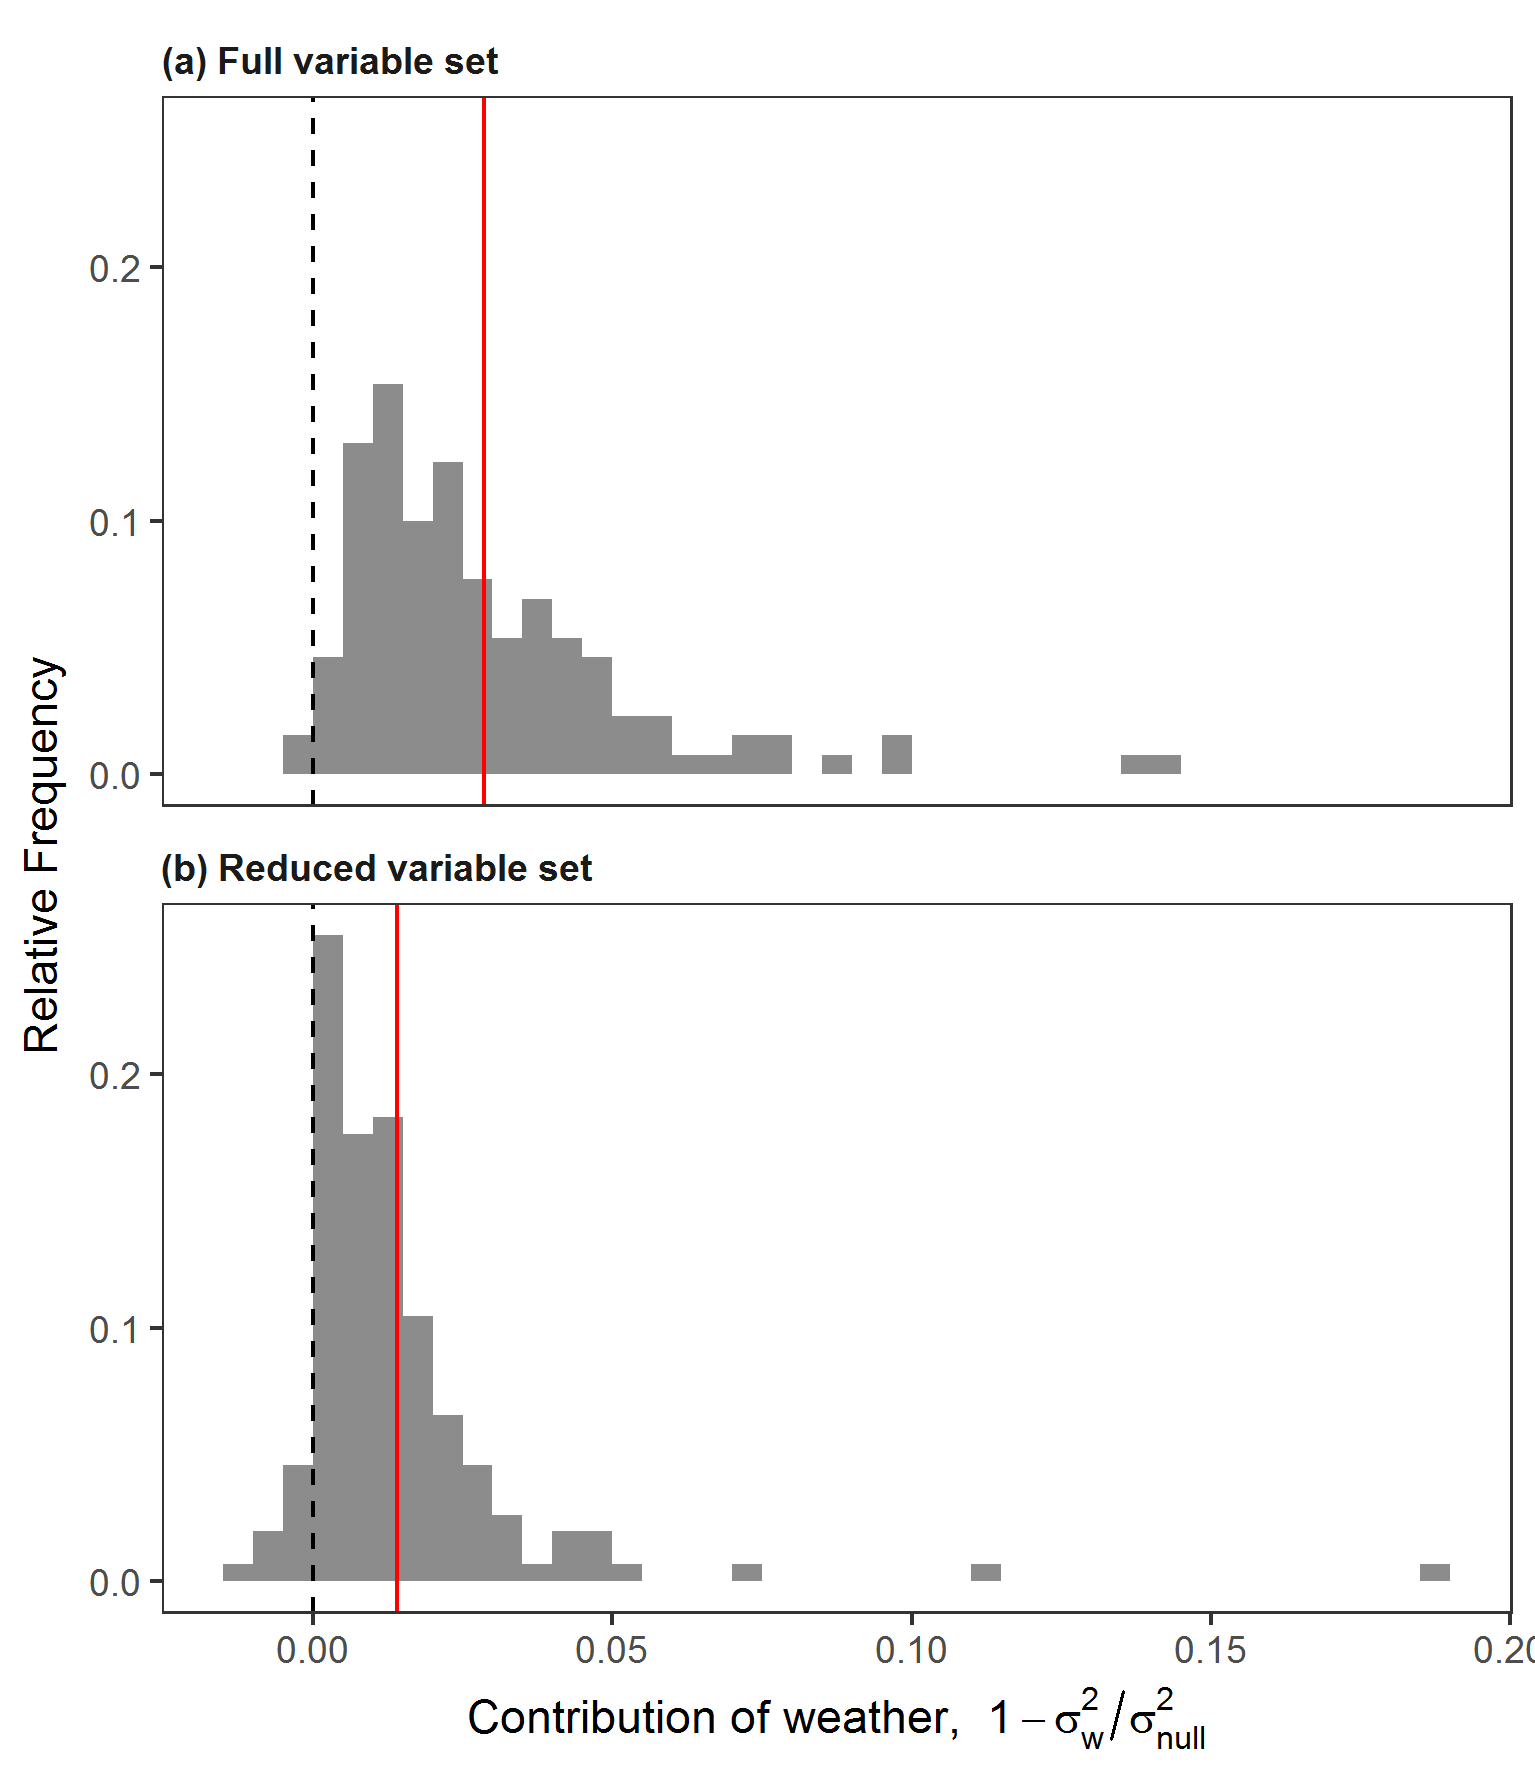 (a) Full variable set
0.2
0.1
0.0
Relative Frequency
(b) Reduced variable set
0.2
0.1
0.0
0.00 0.05 0.10 0.15 0.20
Contribution of weather, 1 − σ²w/σ²null